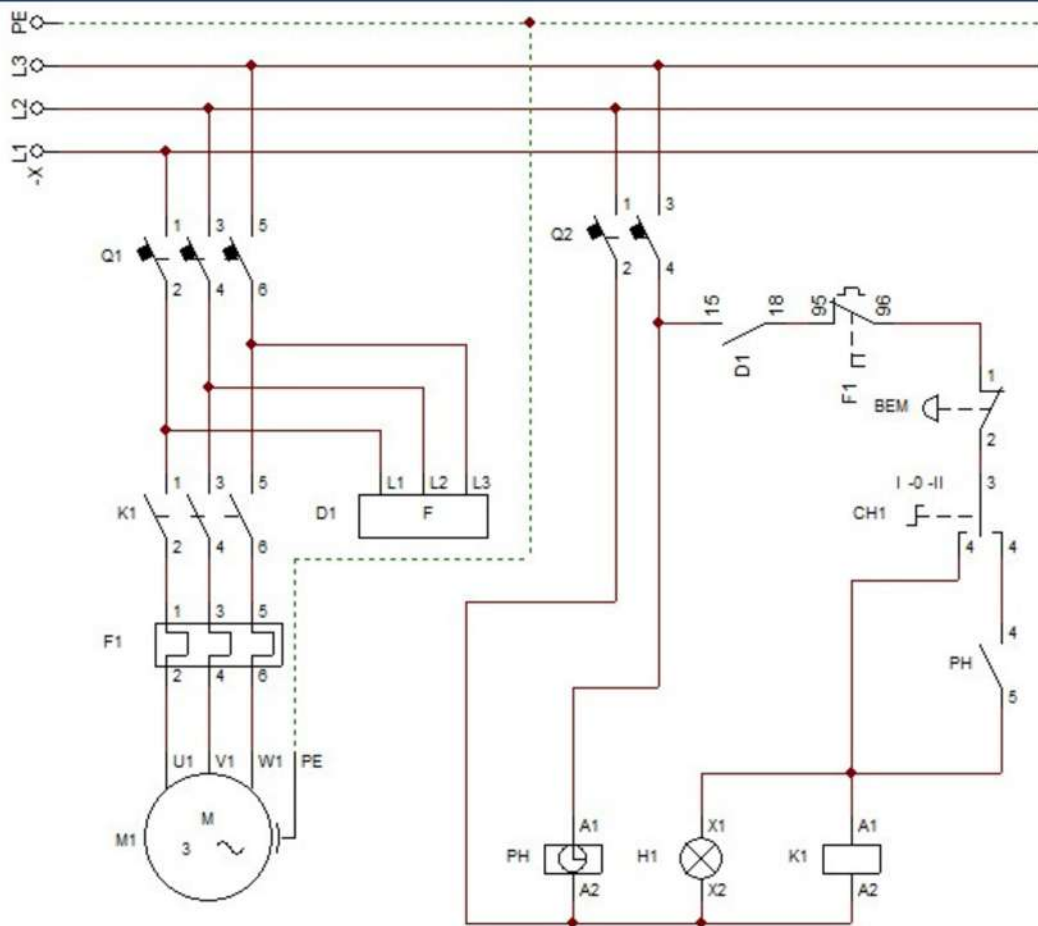 PE
L3
L2
L1
-X
1 3 5
Q1
2 4 6
1 3
Q2
2 4
15 18 95 96
D1
F1
1
BEM
2
L1 L2 L3
D1 F
1 3 5
K1
2 4 6
I -0 -II
3
CH1
4 4
1 3 5
F1
2 4 6
4
PH
5
U1 V1 W1 PE
M1
M
3
A1
PH
A2
X1
H1
X2
A1
K1
A2